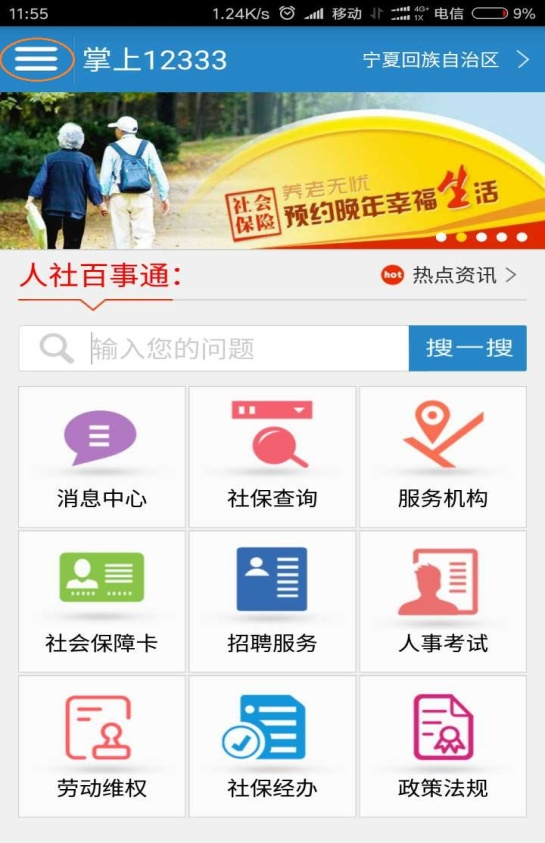 11:55 1.24K/s 移动 4G+ 1X 电信 9%
掌上12333 宁夏回族自治区
社会保险 养老无忧
预约晚年幸福生活
人社百事通： hot 热点资讯
输入您的问题 搜一搜
消息中心 社保查询 服务机构
社会保障卡 招聘服务 人事考试
劳动维权 社保经办 政策法规